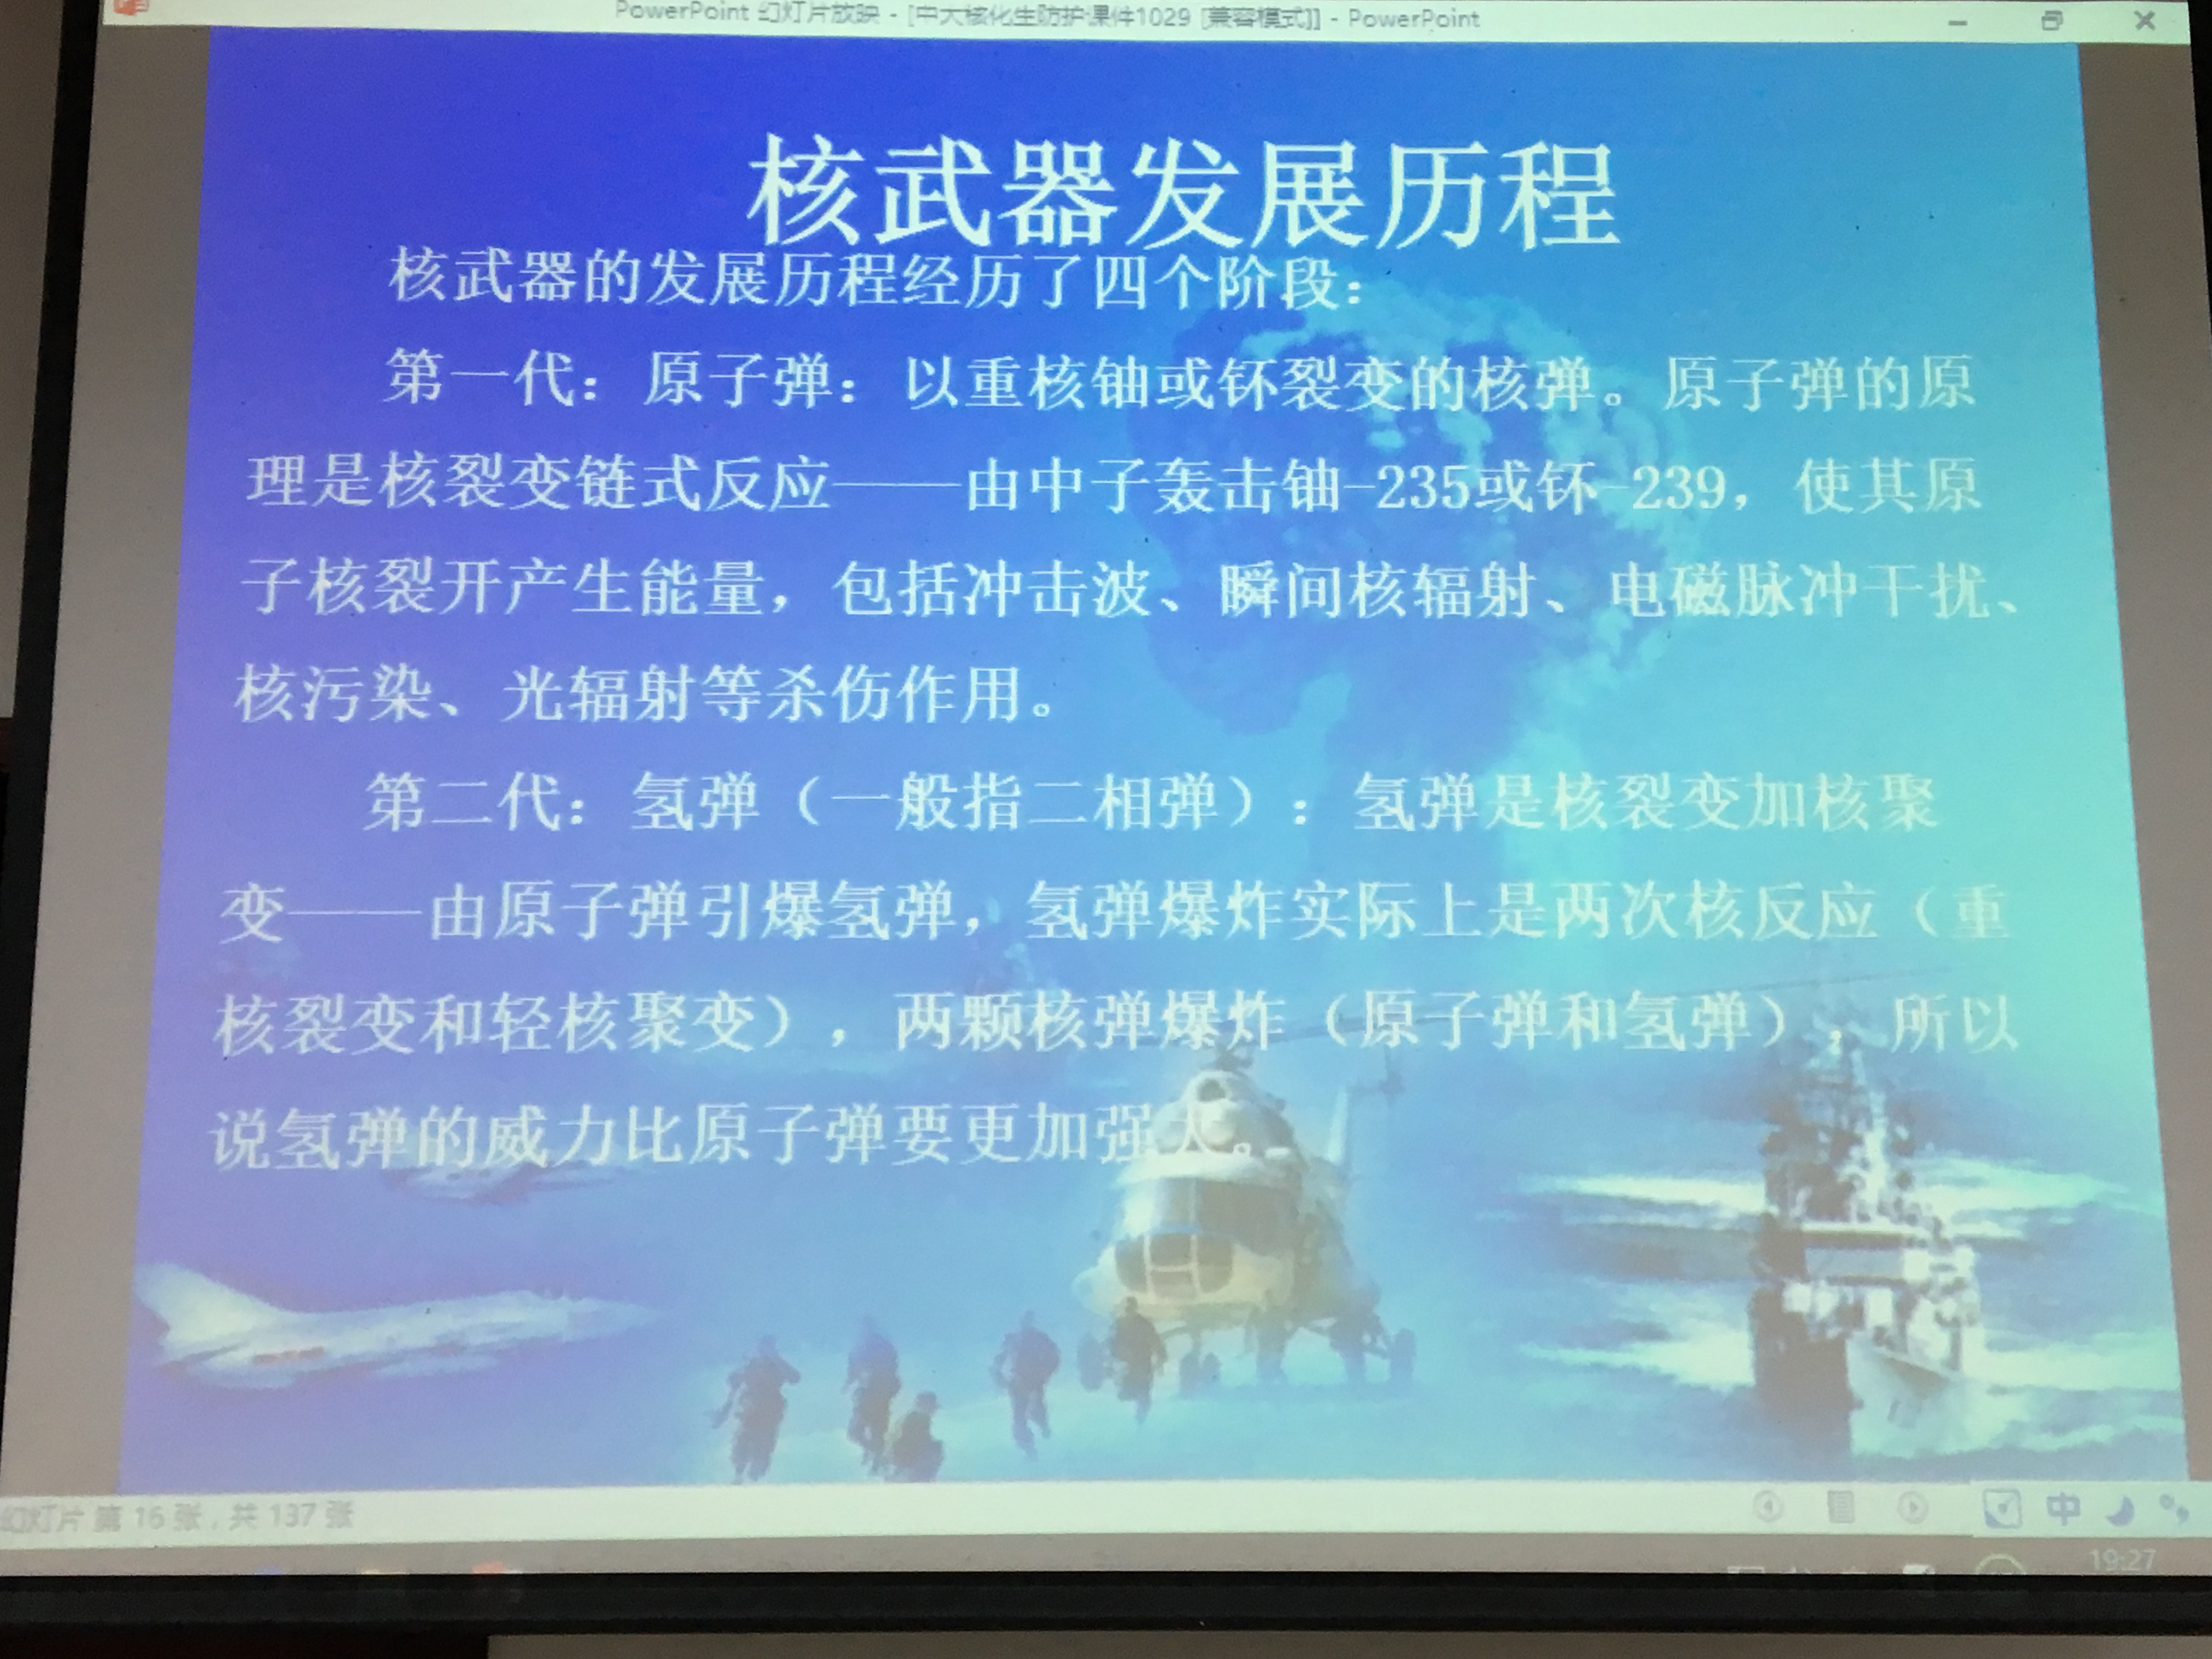 PowerPoint 幻灯片放映 - [中大核化生防护课件1029 [兼容模式]] - PowerPoint
核武器发展历程
核武器的发展历程经历了四个阶段：
第一代：原子弹：以重核铀或钚裂变的核弹。原子弹的原
理是核裂变链式反应——由中子轰击铀-235或钚-239，使其原
子核裂开产生能量，包括冲击波、瞬间核辐射、电磁脉冲干扰、
核污染、光辐射等杀伤作用。
第二代：氢弹（一般指二相弹）：氢弹是核裂变加核聚
变——由原子弹引爆氢弹，氢弹爆炸实际上是两次核反应（重
核裂变和轻核聚变），两颗核弹爆炸（原子弹和氢弹），所以
说氢弹的威力比原子弹要更加强大。
幻灯片 第 16 张，共 137 张
中
19:27